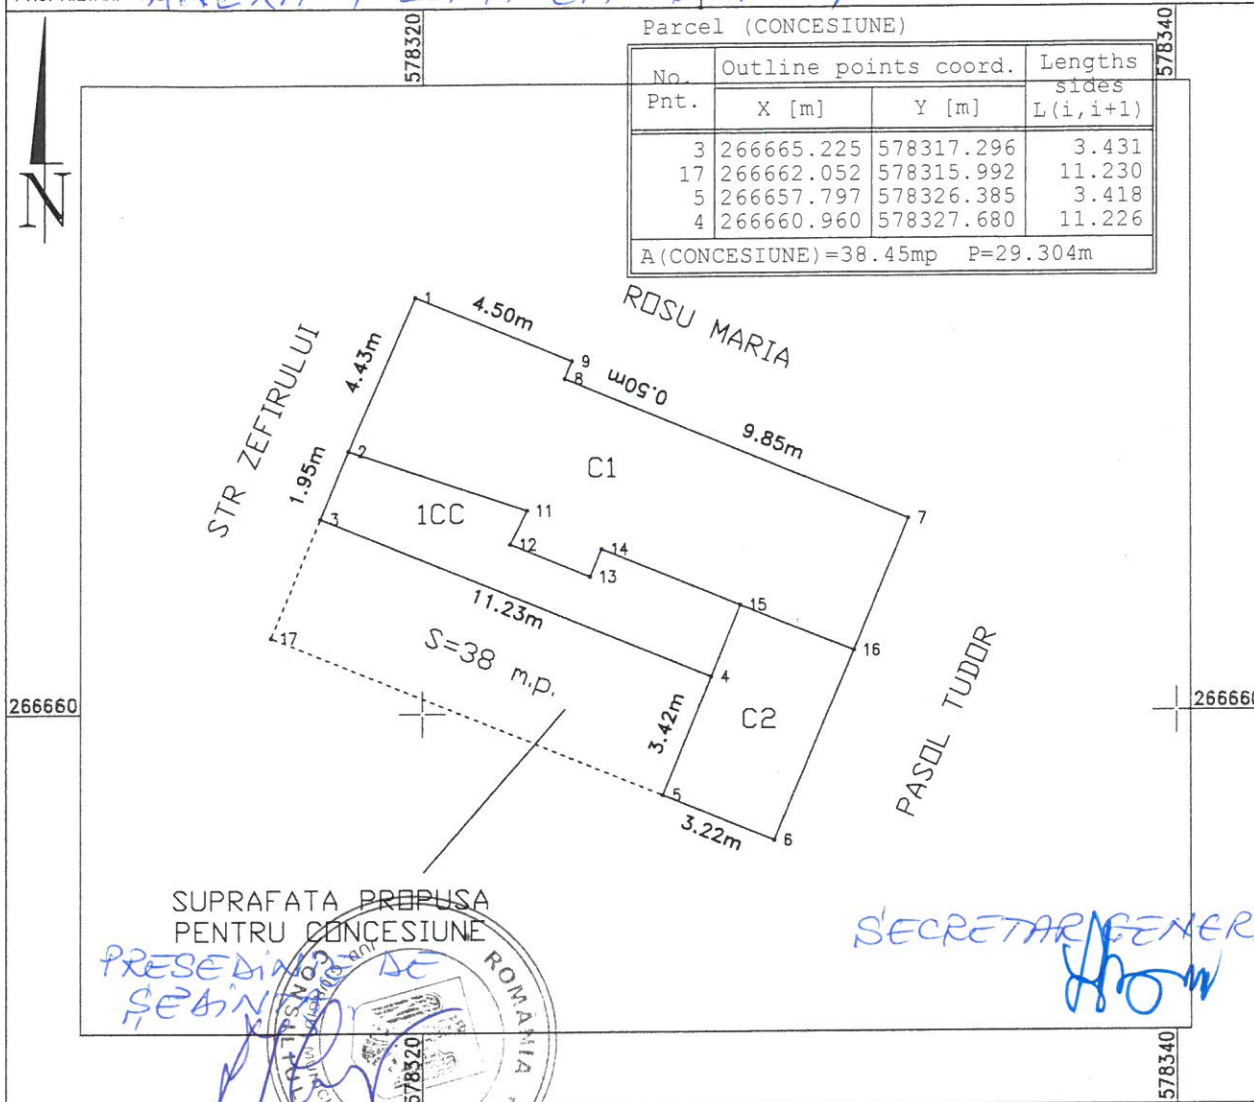 578320
578340
Parcel (CONCESIUNE)
No. Pnt. Outline points coord. Lengths sides L(i,i+1)
X [m] Y [m]
3 266665.225 578317.296 3.431
17 266662.052 578315.992 11.230
5 266657.797 578326.385 3.418
4 266660.960 578327.680 11.226
A(CONCESIUNE)=38.45mp P=29.304m
N
ROSU MARIA
STR ZEFIRULUI
1
4.50m
9
8
0.50m
4.43m
9.85m
2
C1
1.95m
7
3
1CC
11
12
14
13
15
11.23m
16
17
S=38 m.p.
4
PASOL TUDOR
266660
266660
C2
3.42m
5
3.22m
6
SUPRAFATA PROPUSA
PENTRU CONCESIUNE
PRESEDINTE DE
ȘEDINȚĂ
SECRETAR GENER
ROMANIA
CONSILIUL
578320
578340